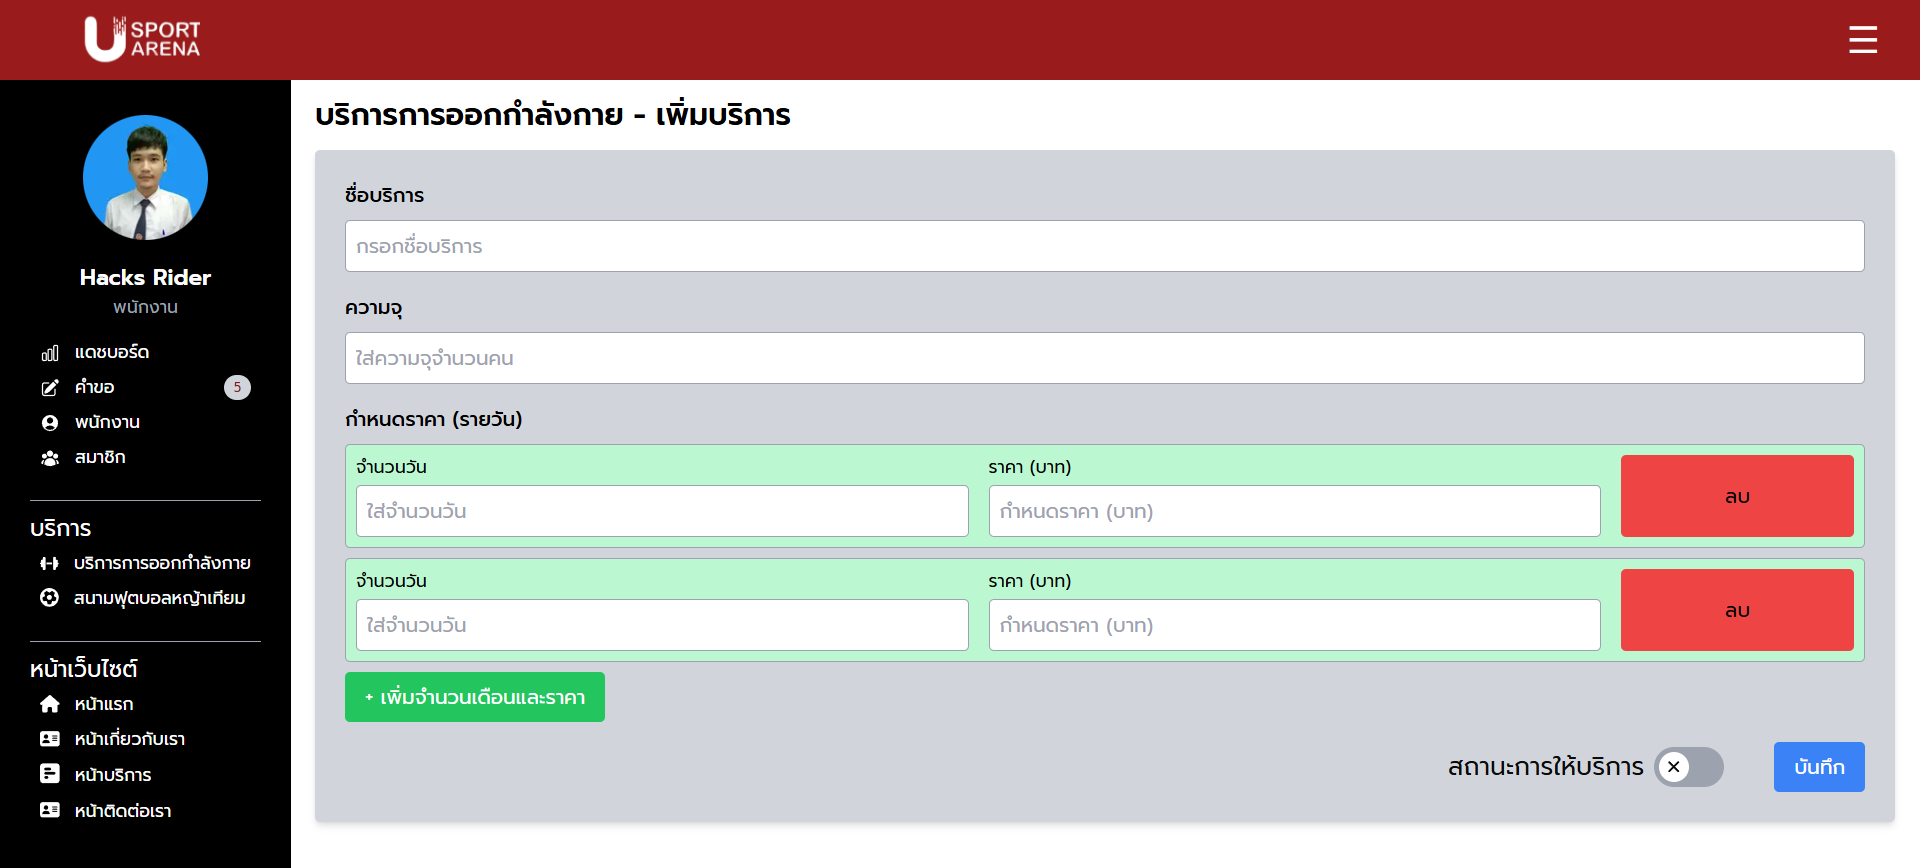 U SPORT
ARENA
Hacks Rider
พนักงาน
แดชบอร์ด
คำขอ 5
พนักงาน
สมาชิก
บริการ
บริการการออกกำลังกาย
สนามฟุตบอลหญ้าเทียม
หน้าเว็บไซต์
หน้าแรก
หน้าเกี่ยวกับเรา
หน้าบริการ
หน้าติดต่อเรา
บริการการออกกำลังกาย - เพิ่มบริการ
ชื่อบริการ
กรอกชื่อบริการ
ความจุ
ใส่ความจุจำนวนคน
กำหนดราคา (รายวัน)
จำนวนวัน ราคา (บาท)
ใส่จำนวนวัน กำหนดราคา (บาท) ลบ
จำนวนวัน ราคา (บาท)
ใส่จำนวนวัน กำหนดราคา (บาท) ลบ
+ เพิ่มจำนวนเดือนและราคา
สถานะการให้บริการ บันทึก